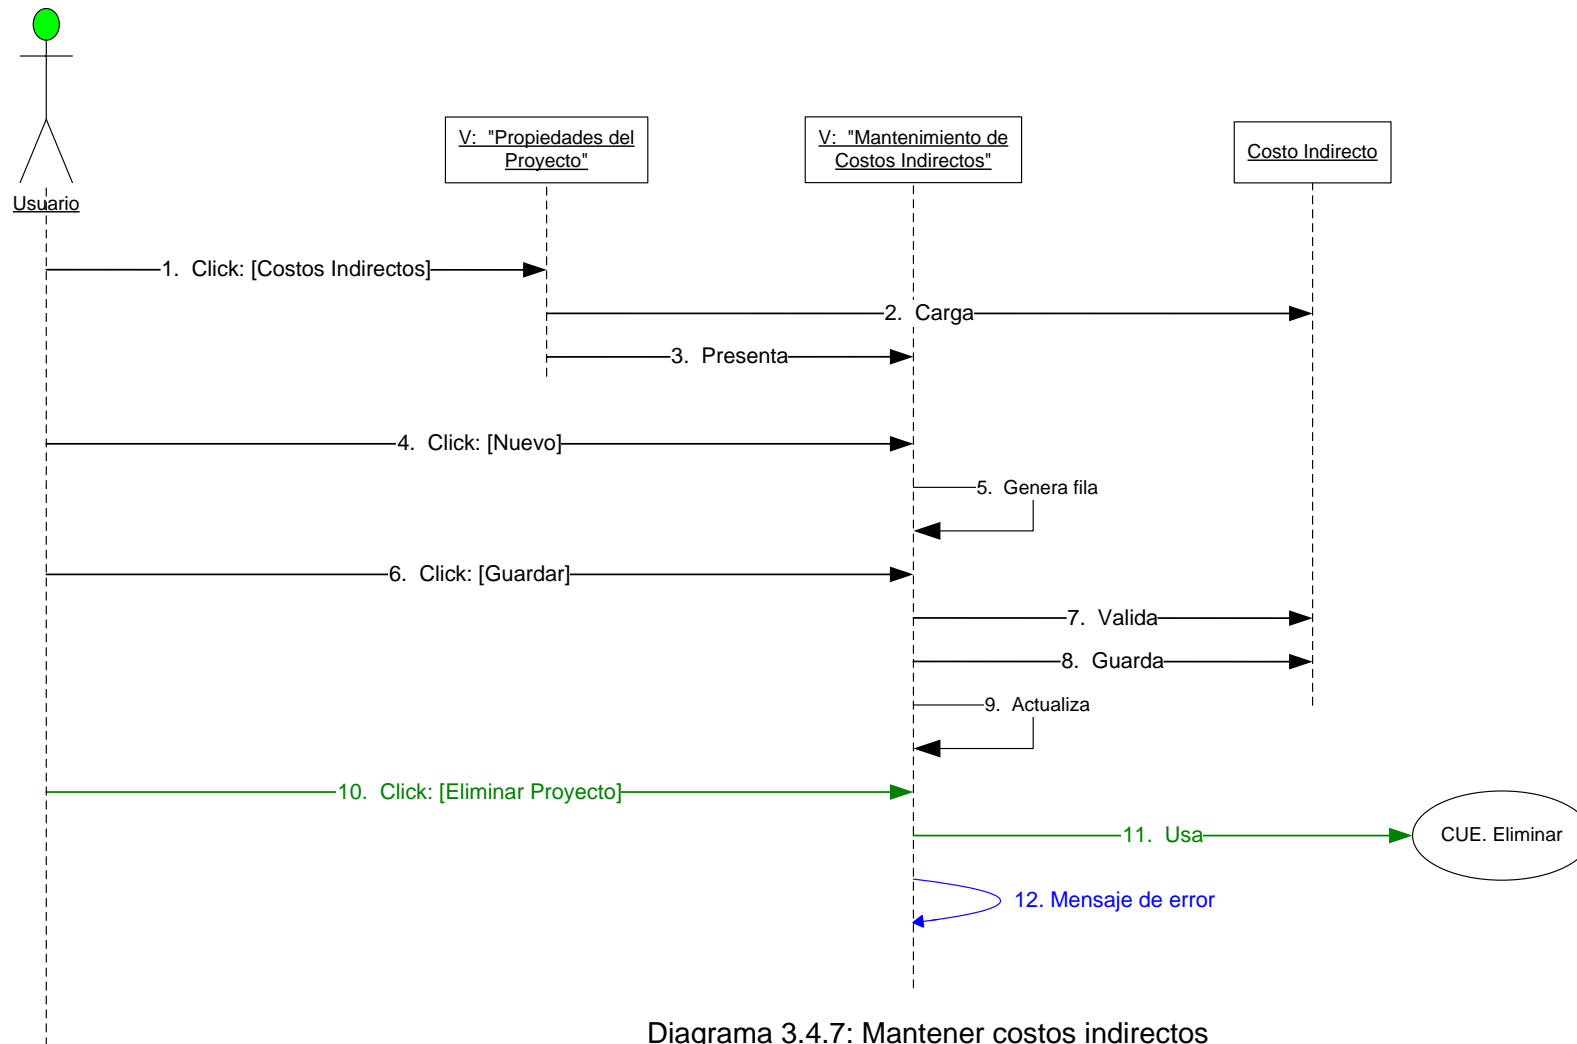 V:  "Propiedades del
Proyecto"
V:  "Mantenimiento de
Costos Indirectos"
Costo Indirecto
Usuario
1.  Click: [Costos Indirectos]
2.  Carga
3.  Presenta
4.  Click: [Nuevo]
5.  Genera fila
6.  Click: [Guardar]
7.  Valida
8.  Guarda
9.  Actualiza
10.  Click: [Eliminar Proyecto]
11.  Usa
CUE. Eliminar
12. Mensaje de error
Diagrama 3.4.7: Mantener costos indirectos